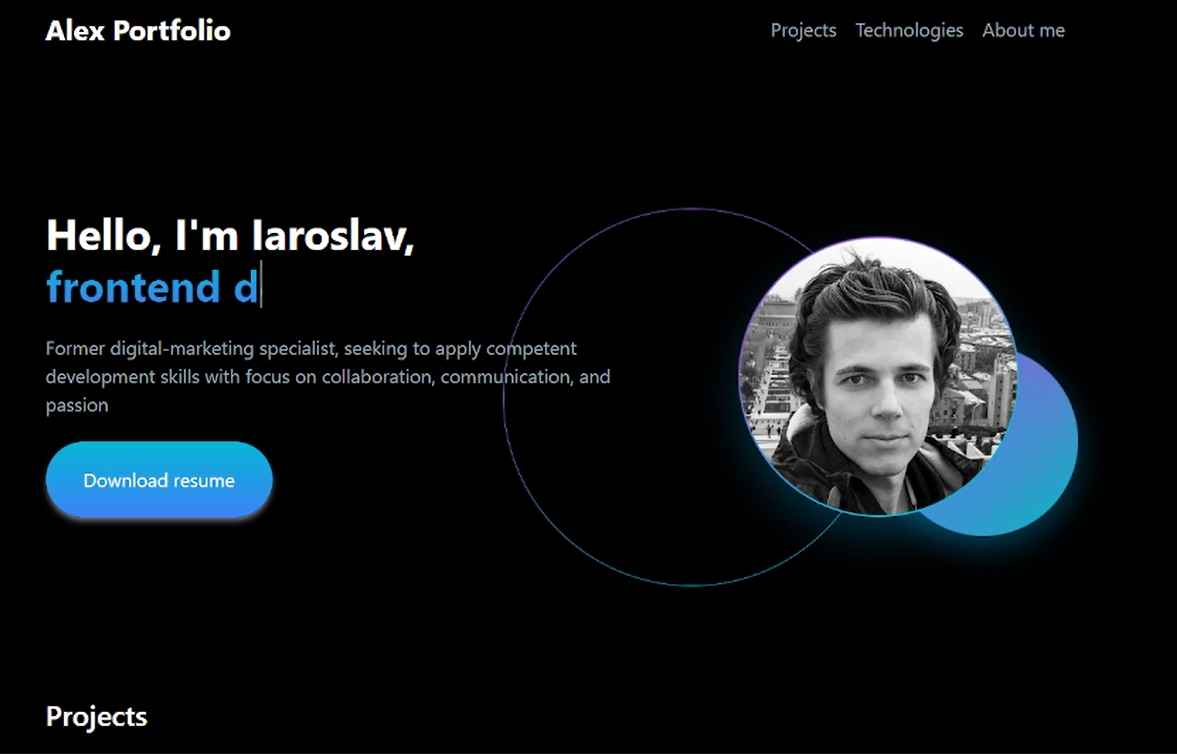 Alex Portfolio
Projects Technologies About me
Hello, I'm Iaroslav,
frontend d
Former digital-marketing specialist, seeking to apply competent
development skills with focus on collaboration, communication, and
passion
Download resume
Projects